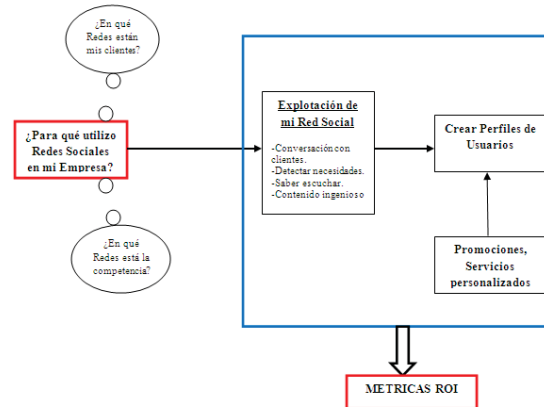 ¿En qué
Redes están
mis clientes?
¿Para qué utilizo
Redes Sociales
en mi Empresa?
¿En qué
Redes está la
competencia?
Explotación de
mi Red Social
-Conversación con
clientes.
-Detectar necesidades.
-Saber escuchar.
-Contenido ingenioso
Crear Perfiles de
Usuarios
Promociones,
Servicios
personalizados
METRICAS ROI